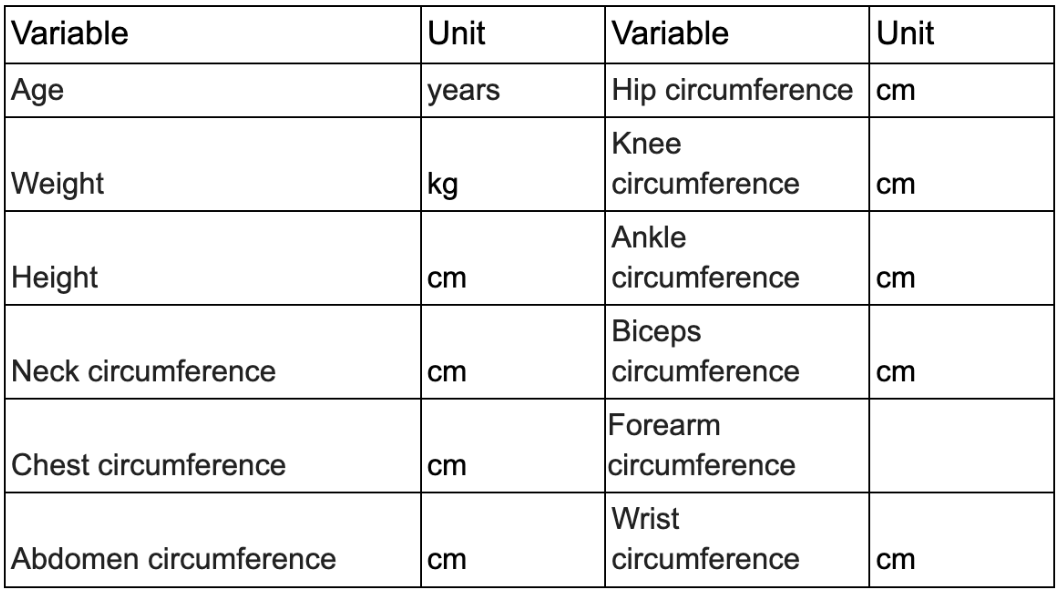 Variable Unit Variable Unit
Age years Hip circumference cm
Knee
Weight kg circumference cm
Ankle
Height cm circumference cm
Biceps
Neck circumference cm circumference cm
Forearm
Chest circumference cm circumference
Wrist
Abdomen circumference cm circumference cm